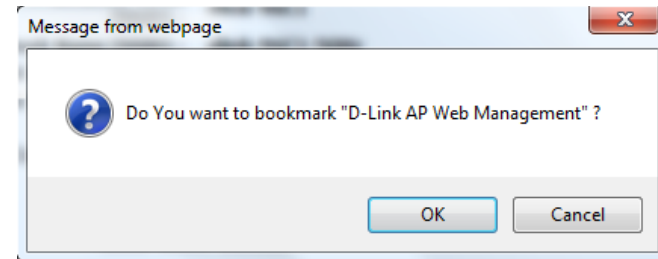 Message from webpage
Do You want to bookmark "D-Link AP Web Management" ?
OK
Cancel